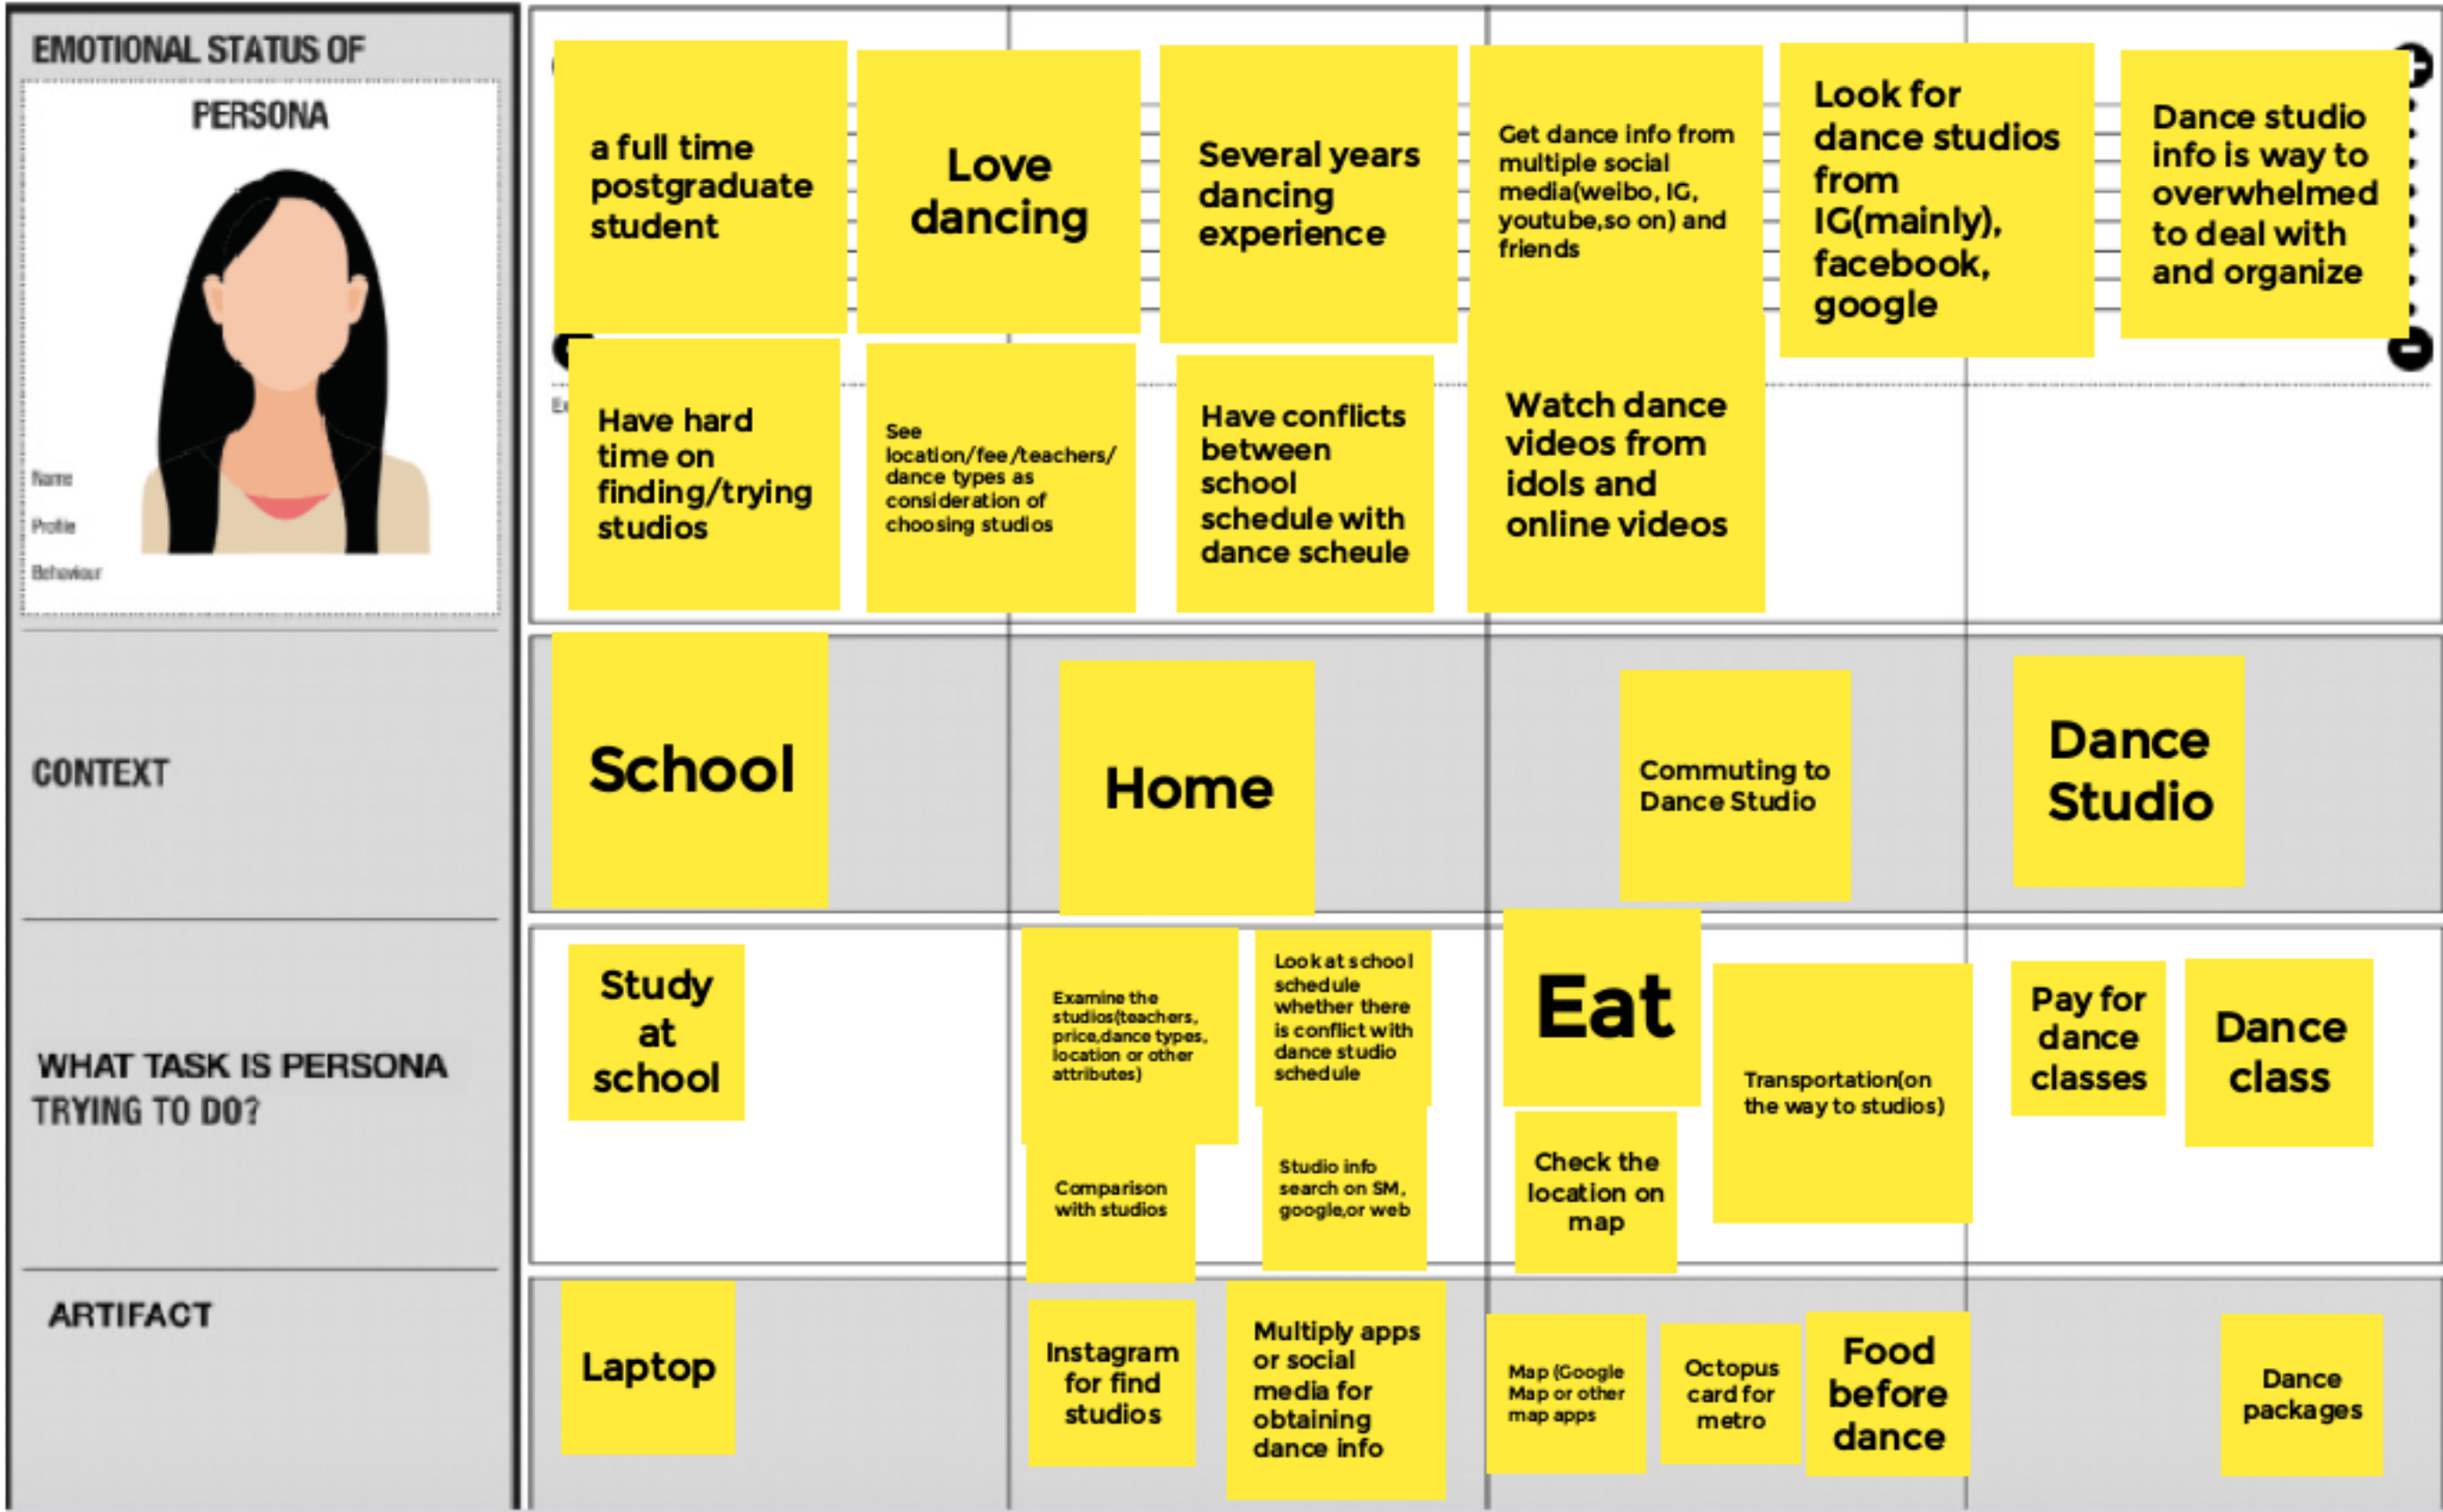 EMOTIONAL STATUS OF
PERSONA
Name
Profile
Behaviour
a full time
postgraduate
student
Love
dancing
Several years
dancing
experience
Get dance info from
multiple social
media(weibo, IG,
youtube,so on) and
friends
Look for
dance studios
from
IG(mainly),
facebook,
google
Dance studio
info is way to
overwhelmed
to deal with
and organize
Have hard
time on
finding/trying
studios
See
location/fee/teachers/
dance types as
consideration of
choosing studios
Have conflicts
between
school
schedule with
dance scheule
Watch dance
videos from
idols and
online videos
CONTEXT
School
Home
Commuting to
Dance Studio
Dance
Studio
WHAT TASK IS PERSONA
TRYING TO DO?
Study
at
school
Examine the
studios(teachers,
price,dance types,
location or other
attributes)
Look at school
schedule
whether there
is conflict with
dance studio
schedule
Comparison
with studios
Studio info
search on SM,
google,or web
Eat
Check the
location on
map
Transportation(on
the way to studios)
Pay for
dance
classes
Dance
class
ARTIFACT
Laptop
Instagram
for find
studios
Multiply apps
or social
media for
obtaining
dance info
Map (Google
Map or other
map apps
Octopus
card for
metro
Food
before
dance
Dance
packages